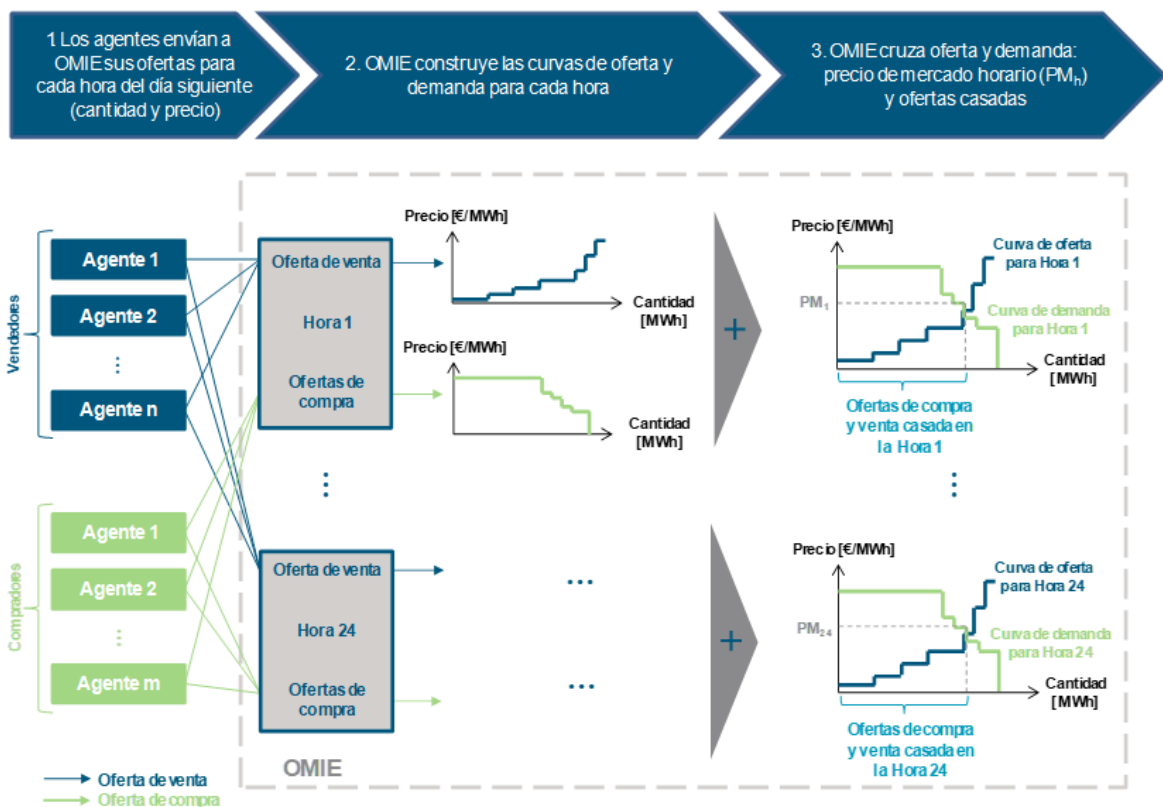 1. Los agentes envían a
OMIE sus ofertas para
cada hora del día siguiente
(cantidad y precio)
2. OMIE construye las curvas de oferta y
demanda para cada hora
3. OMIE cruza oferta y demanda:
precio de mercado horario (PMh)
y ofertas casadas
Vendedores
Agente 1
Agente 2
...
Agente n
Compradores
Agente 1
Agente 2
...
Agente m
Oferta de venta
Hora 1
Ofertas de
compra
...
Oferta de venta
Hora 24
Ofertas de
compra
Precio [€/MWh]
Cantidad
[MWh]
Precio [€/MWh]
Cantidad
[MWh]
...
...
+
+
Precio [€/MWh]
PM1
Curva de oferta
para Hora 1
Curva de demanda
para Hora 1
Cantidad
[MWh]
Ofertas de compra
y venta casada en
la Hora 1
...
Precio [€/MWh]
PM24
Curva de oferta
para Hora 24
Curva de demanda
para Hora 24
Cantidad
[MWh]
Ofertas de compra
y venta casada en
la Hora 24
OMIE
Oferta de venta
Oferta de compra